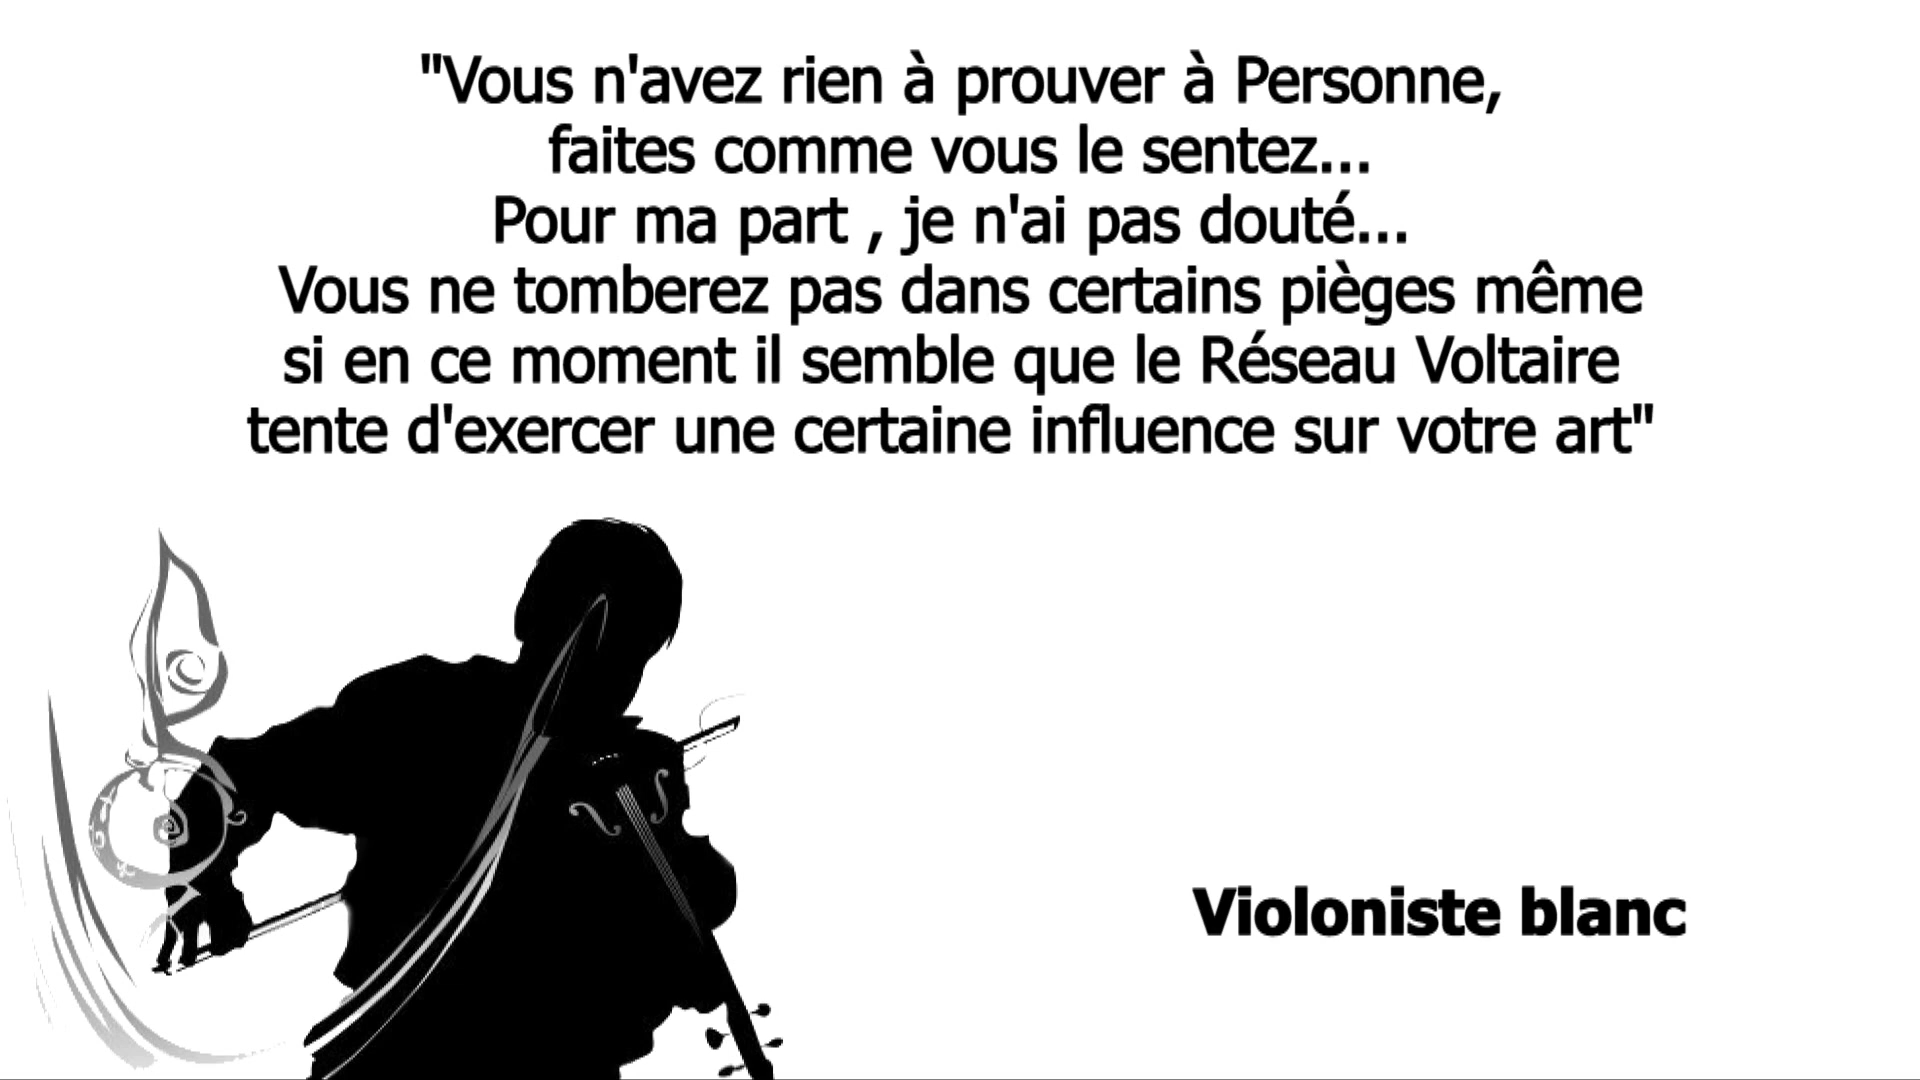 "Vous n'avez rien à prouver à Personne,
faites comme vous le sentez...
Pour ma part , je n'ai pas douté...
Vous ne tomberez pas dans certains pièges même
si en ce moment il semble que le Réseau Voltaire
tente d'exercer une certaine influence sur votre art"
Violoniste blanc